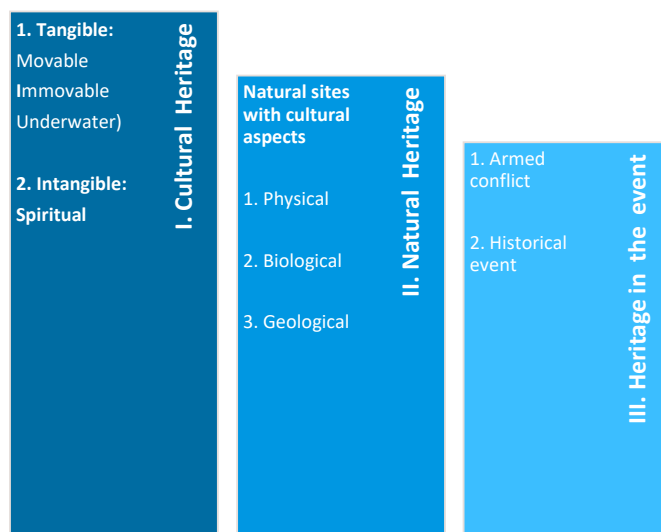 1. Tangible:
Movable
Immovable
Underwater)
2. Intangible:
Spiritual
I. Cultural Heritage
Natural sites
with cultural
aspects
1. Physical
2. Biological
3. Geological
II. Natural Heritage
1. Armed
conflict
2. Historical
event
III. Heritage in the event